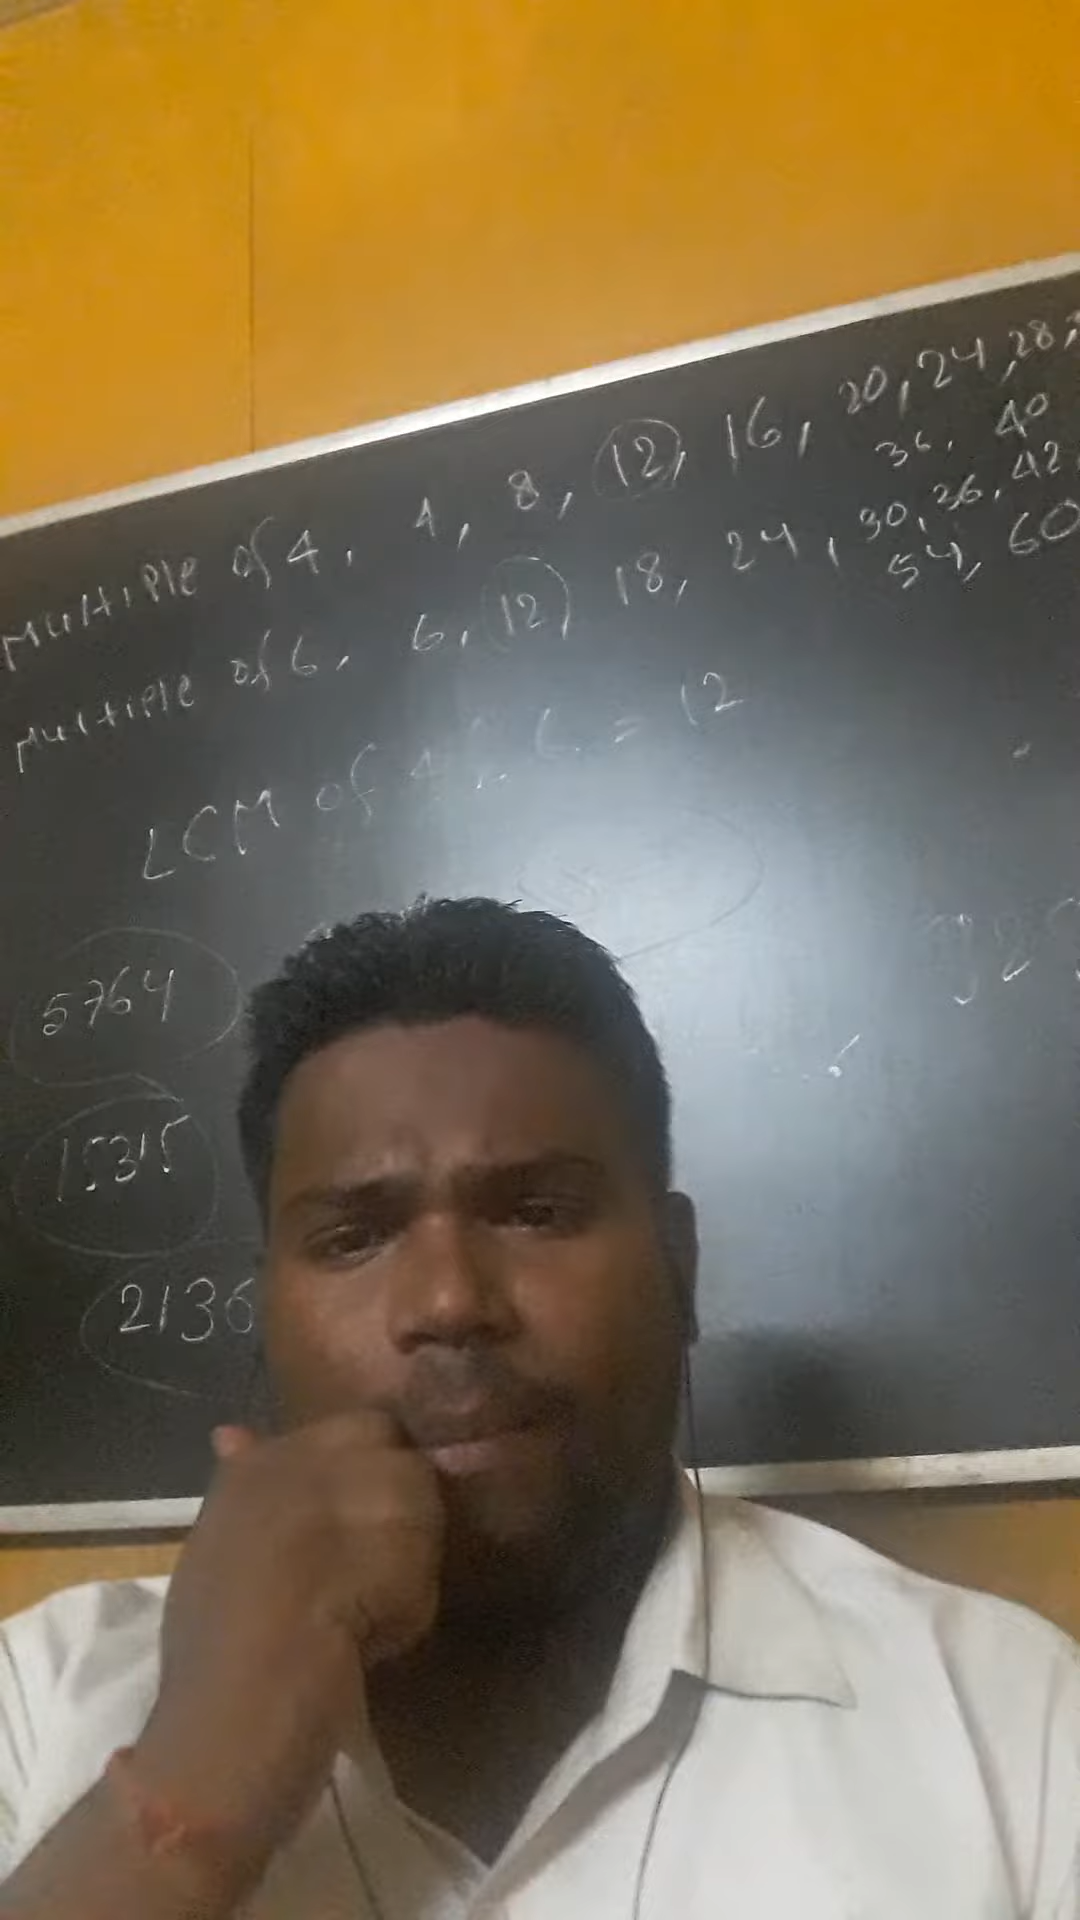 Multiple of 4, 4, 8, 12, 16, 20, 24, 28,
36, 40
Multiple of 6, 6, 12, 18, 24, 30, 36, 42,
54, 60
LCM of 4, 6 = 12
5764
15315
2136